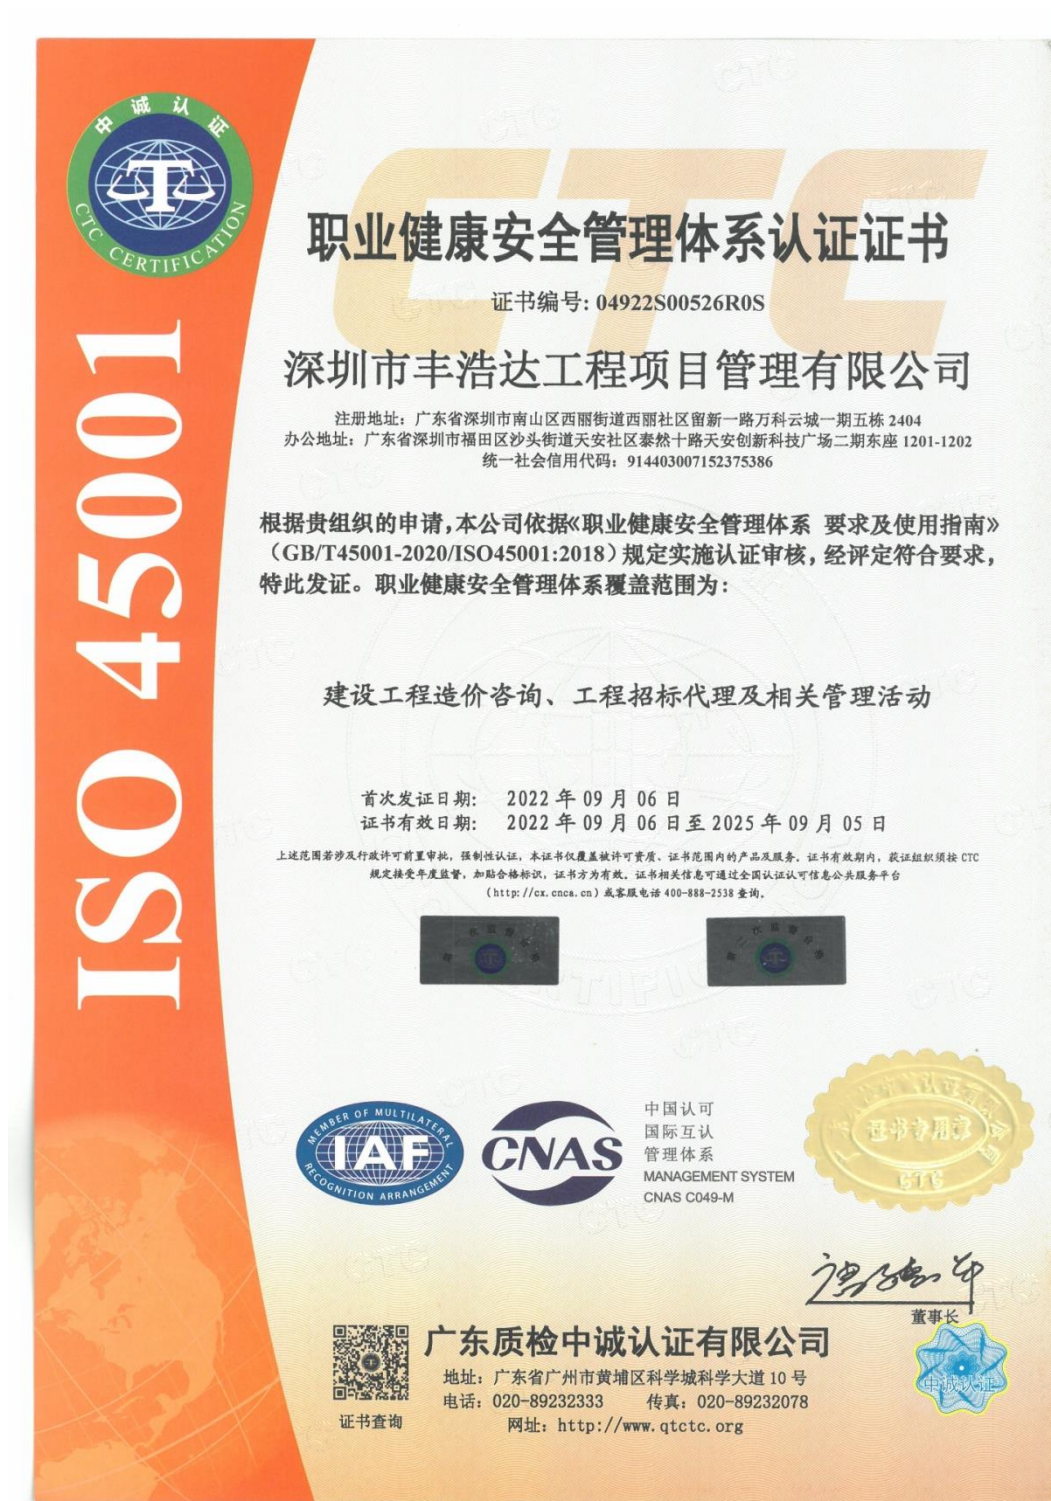 中诚认证
CTC CERTIFICATION
ISO 45001
CTC
职业健康安全管理体系认证证书
证书编号: 04922S00526R0S
深圳市丰浩达工程项目管理有限公司
注册地址：广东省深圳市南山区西丽街道西丽社区留新一路万科云城一期五栋 2404
办公地址：广东省深圳市福田区沙头街道天安社区泰然十路天安创新科技广场二期东座 1201-1202
统一社会信用代码：914403007152375386
根据贵组织的申请，本公司依据《职业健康安全管理体系 要求及使用指南》
（GB/T45001-2020/ISO45001:2018）规定实施认证审核，经评定符合要求，
特此发证。职业健康安全管理体系覆盖范围为：
建设工程造价咨询、工程招标代理及相关管理活动
首次发证日期： 2022 年 09 月 06 日
证书有效日期： 2022 年 09 月 06 日至 2025 年 09 月 05 日
上述范围若涉及行政许可前置审批，强制性认证，本证书仅覆盖被许可资质、证书范围内的产品及服务。证书有效期内，获证组织须按 CTC
规定接受年度监督，加贴合格标识，证书方为有效。证书相关信息可通过全国认证认可信息公共服务平台
(http://cx.cnca.cn) 或客服电话 400-888-2538 查询。
MEMBER OF MULTILATERAL
IAF
RECOGNITION ARRANGEMENT
CNAS
中国认可
国际互认
管理体系
MANAGEMENT SYSTEM
CNAS C049-M
证书专用章
CTC
董事长
中诚认证
证书查询
广东质检中诚认证有限公司
地址：广东省广州市黄埔区科学城科学大道 10 号
电话：020-89232333 传真：020-89232078
网址：http://www.qtctc.org